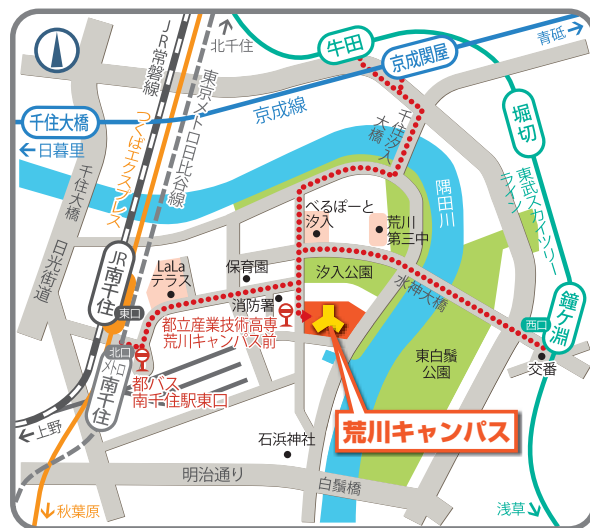 北千住
JR常磐線
東京メトロ日比谷線
つくばエクスプレス
牛田
京成関屋
青砥
千住大橋
京成線
日暮里
堀切
東武スカイツリー
ライン
千住汐入
大橋
隅田川
千住大橋
日光街道
べるぽーと
汐入
荒川
第三中
JR南千住
東口
LaLa
テラス
保育園
汐入公園
水神大橋
鐘ヶ淵
西口
交番
消防署
都立産業技術高専
荒川キャンパス前
北口
メトロ
南千住
都バス
南千住駅東口
東白鬚
公園
荒川キャンパス
上野
石浜神社
明治通り
白鬚橋
秋葉原
浅草